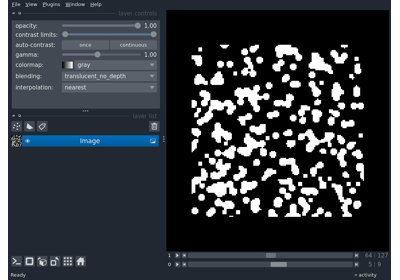 File View Plugins Window Help
layer controls
opacity: 1.00
contrast limits:
auto-contrast: once continuous
gamma: 1.00
colormap: gray
blending: translucent_no_depth
interpolation: nearest
layer list
Image
1 64 127
0 5 9
Ready activity